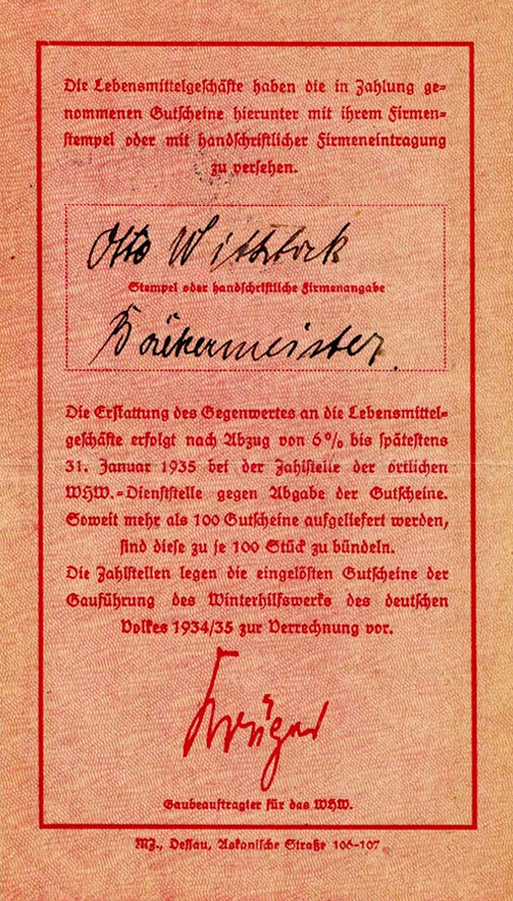 Die Lebensmittelgeschäfte haben die in Zahlung ge-
nommenen Gutscheine hierunter mit ihrem Firmen-
stempel oder mit handschriftlicher Firmeneintragung
zu versehen.
Otto Wittstock
Stempel oder handschriftliche Firmenangabe
Bäckermeister.
Die Erstattung des Gegenwertes an die Lebensmittel-
geschäfte erfolgt nach Abzug von 6% bis spätestens
31. Januar 1935 bei der Zahlstelle der örtlichen
WHW.-Dienststelle gegen Abgabe der Gutscheine.
Soweit mehr als 100 Gutscheine aufgeliefert werden,
sind diese zu je 100 Stück zu bündeln.
Die Zahlstellen legen die eingelösten Gutscheine der
Gauführung des Winterhilfswerks des deutschen
Volkes 1934/35 zur Verrechnung vor.
Krüger
Gaubeauftragter für das WHW.
MZ., Dessau, Askanische Straße 106-107